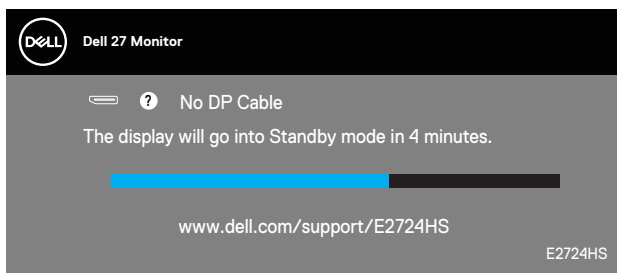 DELL
Dell 27 Monitor
? No DP Cable
The display will go into Standby mode in 4 minutes.
www.dell.com/support/E2724HS
E2724HS